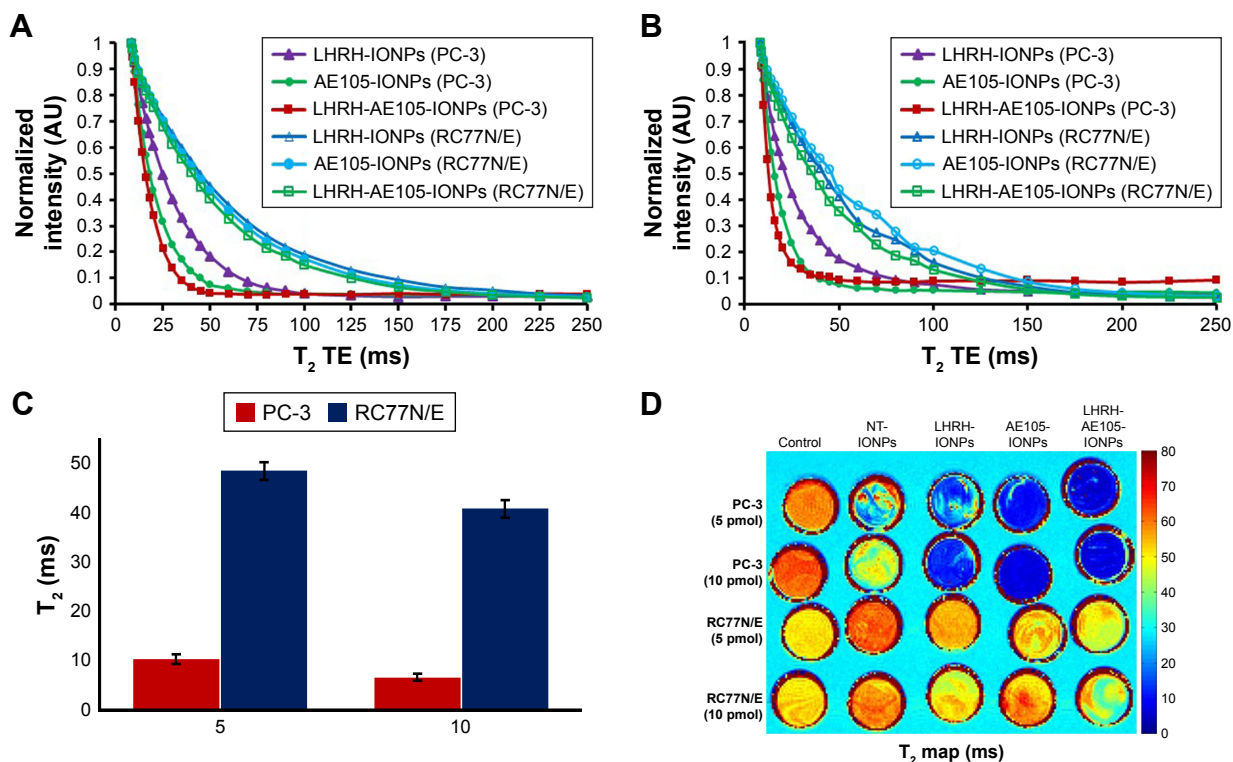 A
Normalized
intensity (AU)
1
0.9
0.8
0.7
0.6
0.5
0.4
0.3
0.2
0.1
0
LHRH-IONPs (PC-3)
AE105-IONPs (PC-3)
LHRH-AE105-IONPs (PC-3)
LHRH-IONPs (RC77N/E)
AE105-IONPs (RC77N/E)
LHRH-AE105-IONPs (RC77N/E)
0 25 50 75 100 125 150 175 200 225 250
T₂ TE (ms)
B
Normalized
intensity (AU)
1
0.9
0.8
0.7
0.6
0.5
0.4
0.3
0.2
0.1
0
LHRH-IONPs (PC-3)
AE105-IONPs (PC-3)
LHRH-AE105-IONPs (PC-3)
LHRH-IONPs (RC77N/E)
AE105-IONPs (RC77N/E)
LHRH-AE105-IONPs (RC77N/E)
0 50 100 150 200 250
T₂ TE (ms)
C
PC-3 RC77N/E
T₂ (ms)
50
40
30
20
10
0
5 10
D
Control
NT-
IONPs
LHRH-
IONPs
AE105-
IONPs
LHRH-
AE105-
IONPs
PC-3
(5 pmol)
PC-3
(10 pmol)
RC77N/E
(5 pmol)
RC77N/E
(10 pmol)
80
70
60
50
40
30
20
10
0
T₂ map (ms)